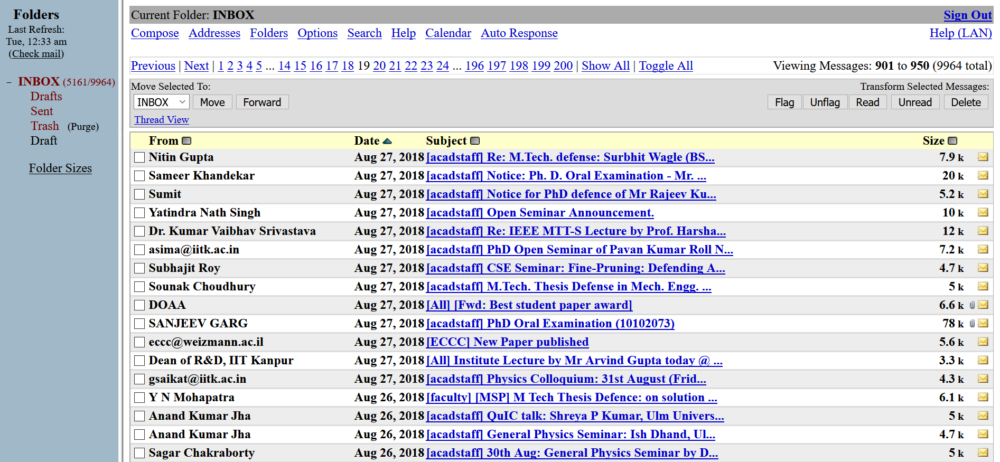 Folders
Last Refresh:
Tue, 12:33 am
(Check mail)
– INBOX (5161/9964)
Drafts
Sent
Trash (Purge)
Draft
Folder Sizes
Current Folder: INBOX Sign Out
Compose Addresses Folders Options Search Help Calendar Auto Response Help (LAN)
Previous | Next | 1 2 3 4 5 ... 14 15 16 17 18 19 20 21 22 23 24 ... 196 197 198 199 200 | Show All | Toggle All Viewing Messages: 901 to 950 (9964 total)
Move Selected To: Transform Selected Messages:
INBOX Move Forward Flag Unflag Read Unread Delete
Thread View
From Date Subject Size
Nitin Gupta Aug 27, 2018 [acadstaff] Re: M.Tech. defense: Surbhit Wagle (BS... 7.9 k
Sameer Khandekar Aug 27, 2018 [acadstaff] Notice: Ph. D. Oral Examination - Mr. ... 20 k
Sumit Aug 27, 2018 [acadstaff] Notice for PhD defence of Mr Rajeev Ku... 5.2 k
Yatindra Nath Singh Aug 27, 2018 [acadstaff] Open Seminar Announcement. 10 k
Dr. Kumar Vaibhav Srivastava Aug 27, 2018 [acadstaff] Re: IEEE MTT-S Lecture by Prof. Harsha... 12 k
asima@iitk.ac.in Aug 27, 2018 [acadstaff] PhD Open Seminar of Pavan Kumar Roll N... 7.2 k
Subhajit Roy Aug 27, 2018 [acadstaff] CSE Seminar: Fine-Pruning: Defending A... 4.7 k
Sounak Choudhury Aug 27, 2018 [acadstaff] M.Tech. Thesis Defense in Mech. Engg. ... 5 k
DOAA Aug 27, 2018 [All] [Fwd: Best student paper award] 6.6 k
SANJEEV GARG Aug 27, 2018 [acadstaff] PhD Oral Examination (10102073) 78 k
eccc@weizmann.ac.il Aug 27, 2018 [ECCC] New Paper published 5.6 k
Dean of R&D, IIT Kanpur Aug 27, 2018 [All] Institute Lecture by Mr Arvind Gupta today @ ... 3.3 k
gsaikat@iitk.ac.in Aug 27, 2018 [acadstaff] Physics Colloquium: 31st August (Frid... 4.3 k
Y N Mohapatra Aug 26, 2018 [faculty] [MSP] M Tech Thesis Defence: on solution ... 6.1 k
Anand Kumar Jha Aug 26, 2018 [acadstaff] QuIC talk: Shreya P Kumar, Ulm Univers... 5 k
Anand Kumar Jha Aug 26, 2018 [acadstaff] General Physics Seminar: Ish Dhand, Ul... 4.7 k
Sagar Chakraborty Aug 26, 2018 [acadstaff] 30th Aug: General Physics Seminar by D... 5 k